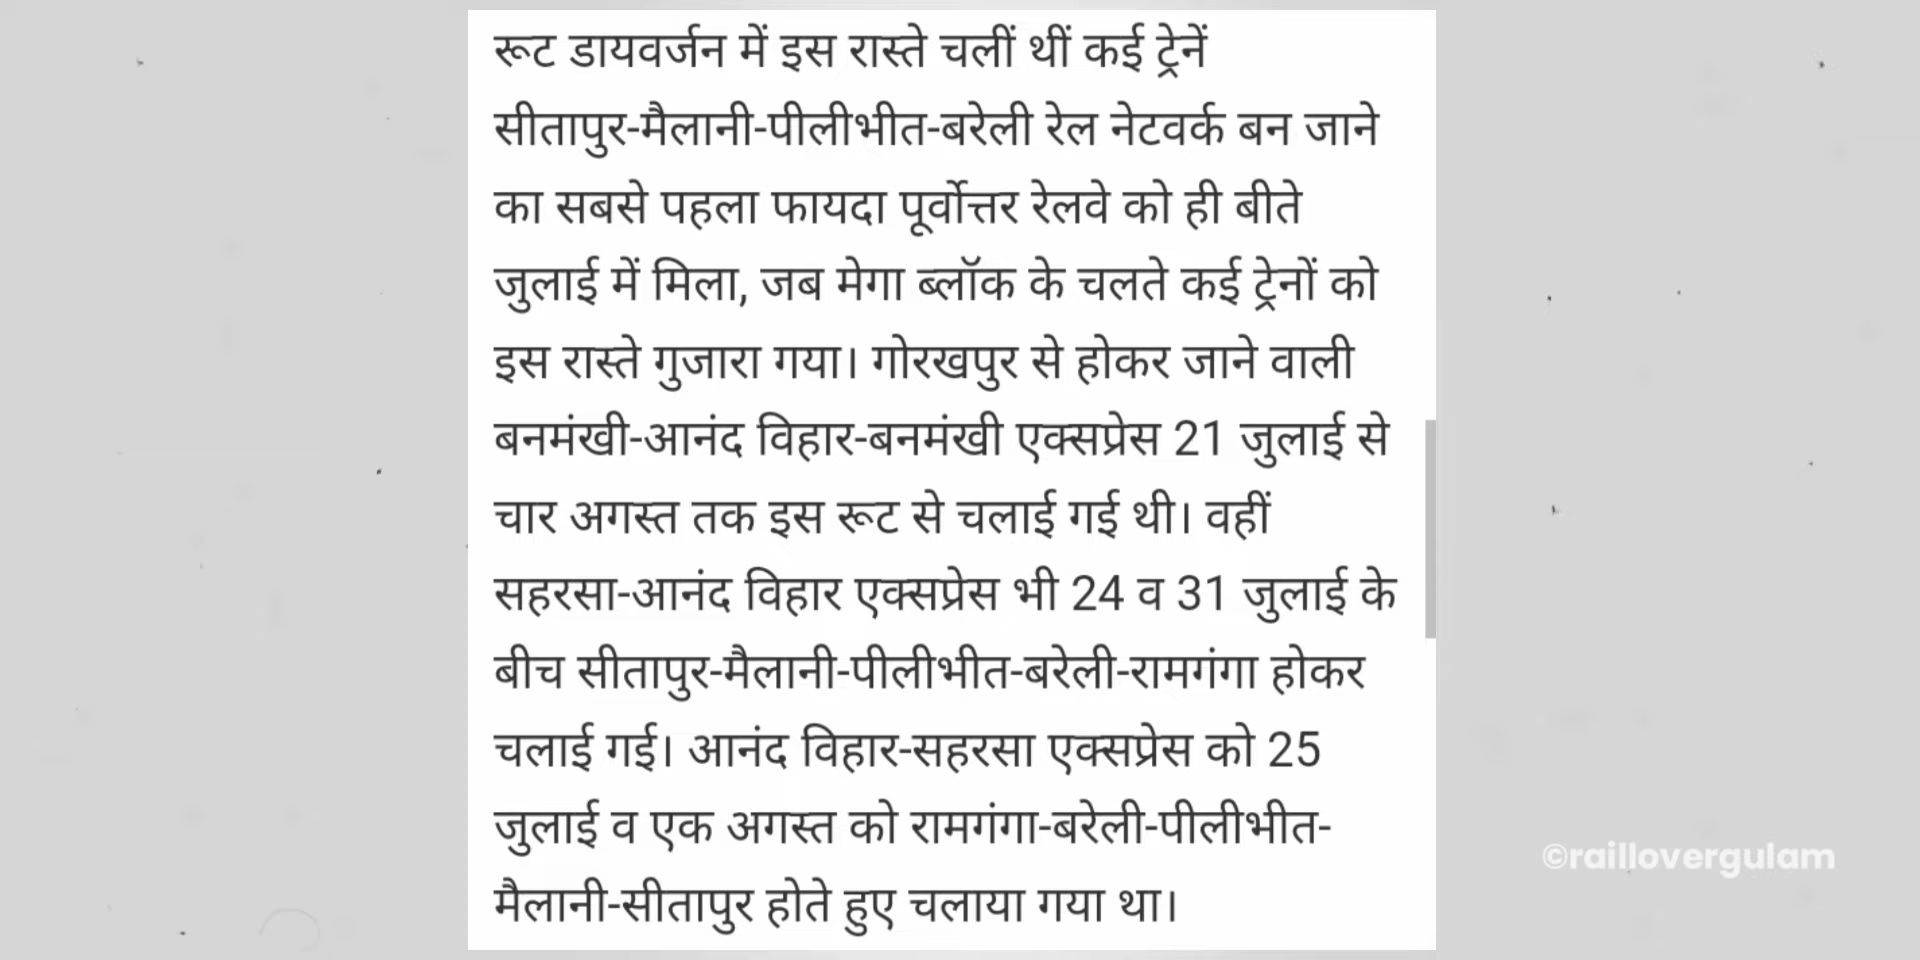 रूट डायवर्जन में इस रास्ते चलीं थीं कई ट्रेनें
सीतापुर-मैलानी-पीलीभीत-बरेली रेल नेटवर्क बन जाने
का सबसे पहला फायदा पूर्वोत्तर रेलवे को ही बीते
जुलाई में मिला, जब मेगा ब्लॉक के चलते कई ट्रेनों को
इस रास्ते गुजारा गया। गोरखपुर से होकर जाने वाली
बनमंखी-आनंद विहार-बनमंखी एक्सप्रेस 21 जुलाई से
चार अगस्त तक इस रूट से चलाई गई थी। वहीं
सहरसा-आनंद विहार एक्सप्रेस भी 24 व 31 जुलाई के
बीच सीतापुर-मैलानी-पीलीभीत-बरेली-रामगंगा होकर
चलाई गई। आनंद विहार-सहरसा एक्सप्रेस को 25
जुलाई व एक अगस्त को रामगंगा-बरेली-पीलीभीत-
मैलानी-सीतापुर होते हुए चलाया गया था।
©raillovergulam